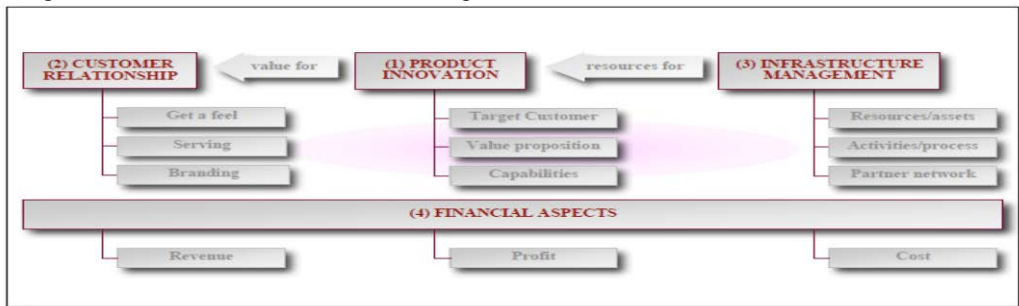 (2) CUSTOMER
RELATIONSHIP
value for
(1) PRODUCT
INNOVATION
resources for
(3) INFRASTRUCTURE
MANAGEMENT
Get a feel
Target Customer
Resources/assets
Serving
Value proposition
Activities/process
Branding
Capabilities
Partner network
(4) FINANCIAL ASPECTS
Revenue
Profit
Cost